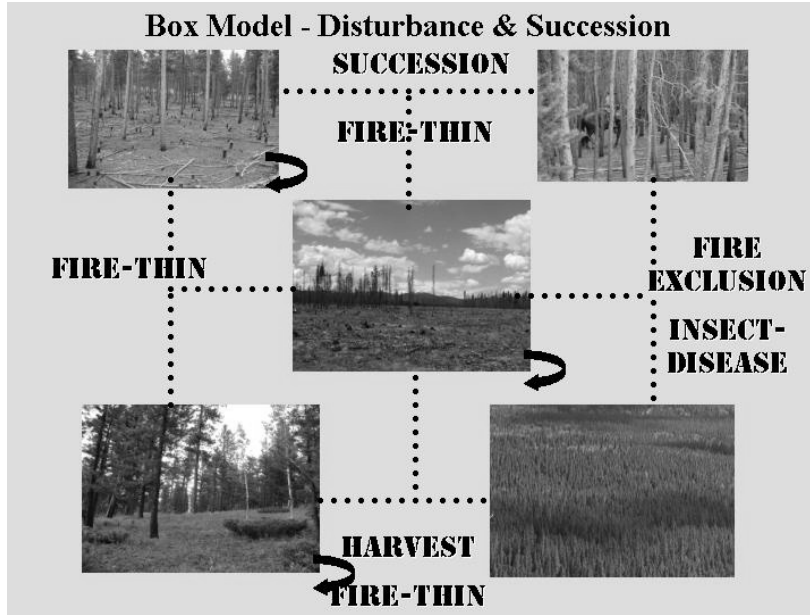 Box Model - Disturbance & Succession
SUCCESSION
FIRE-THIN
FIRE-THIN
FIRE
EXCLUSION
INSECT-
DISEASE
HARVEST
FIRE-THIN